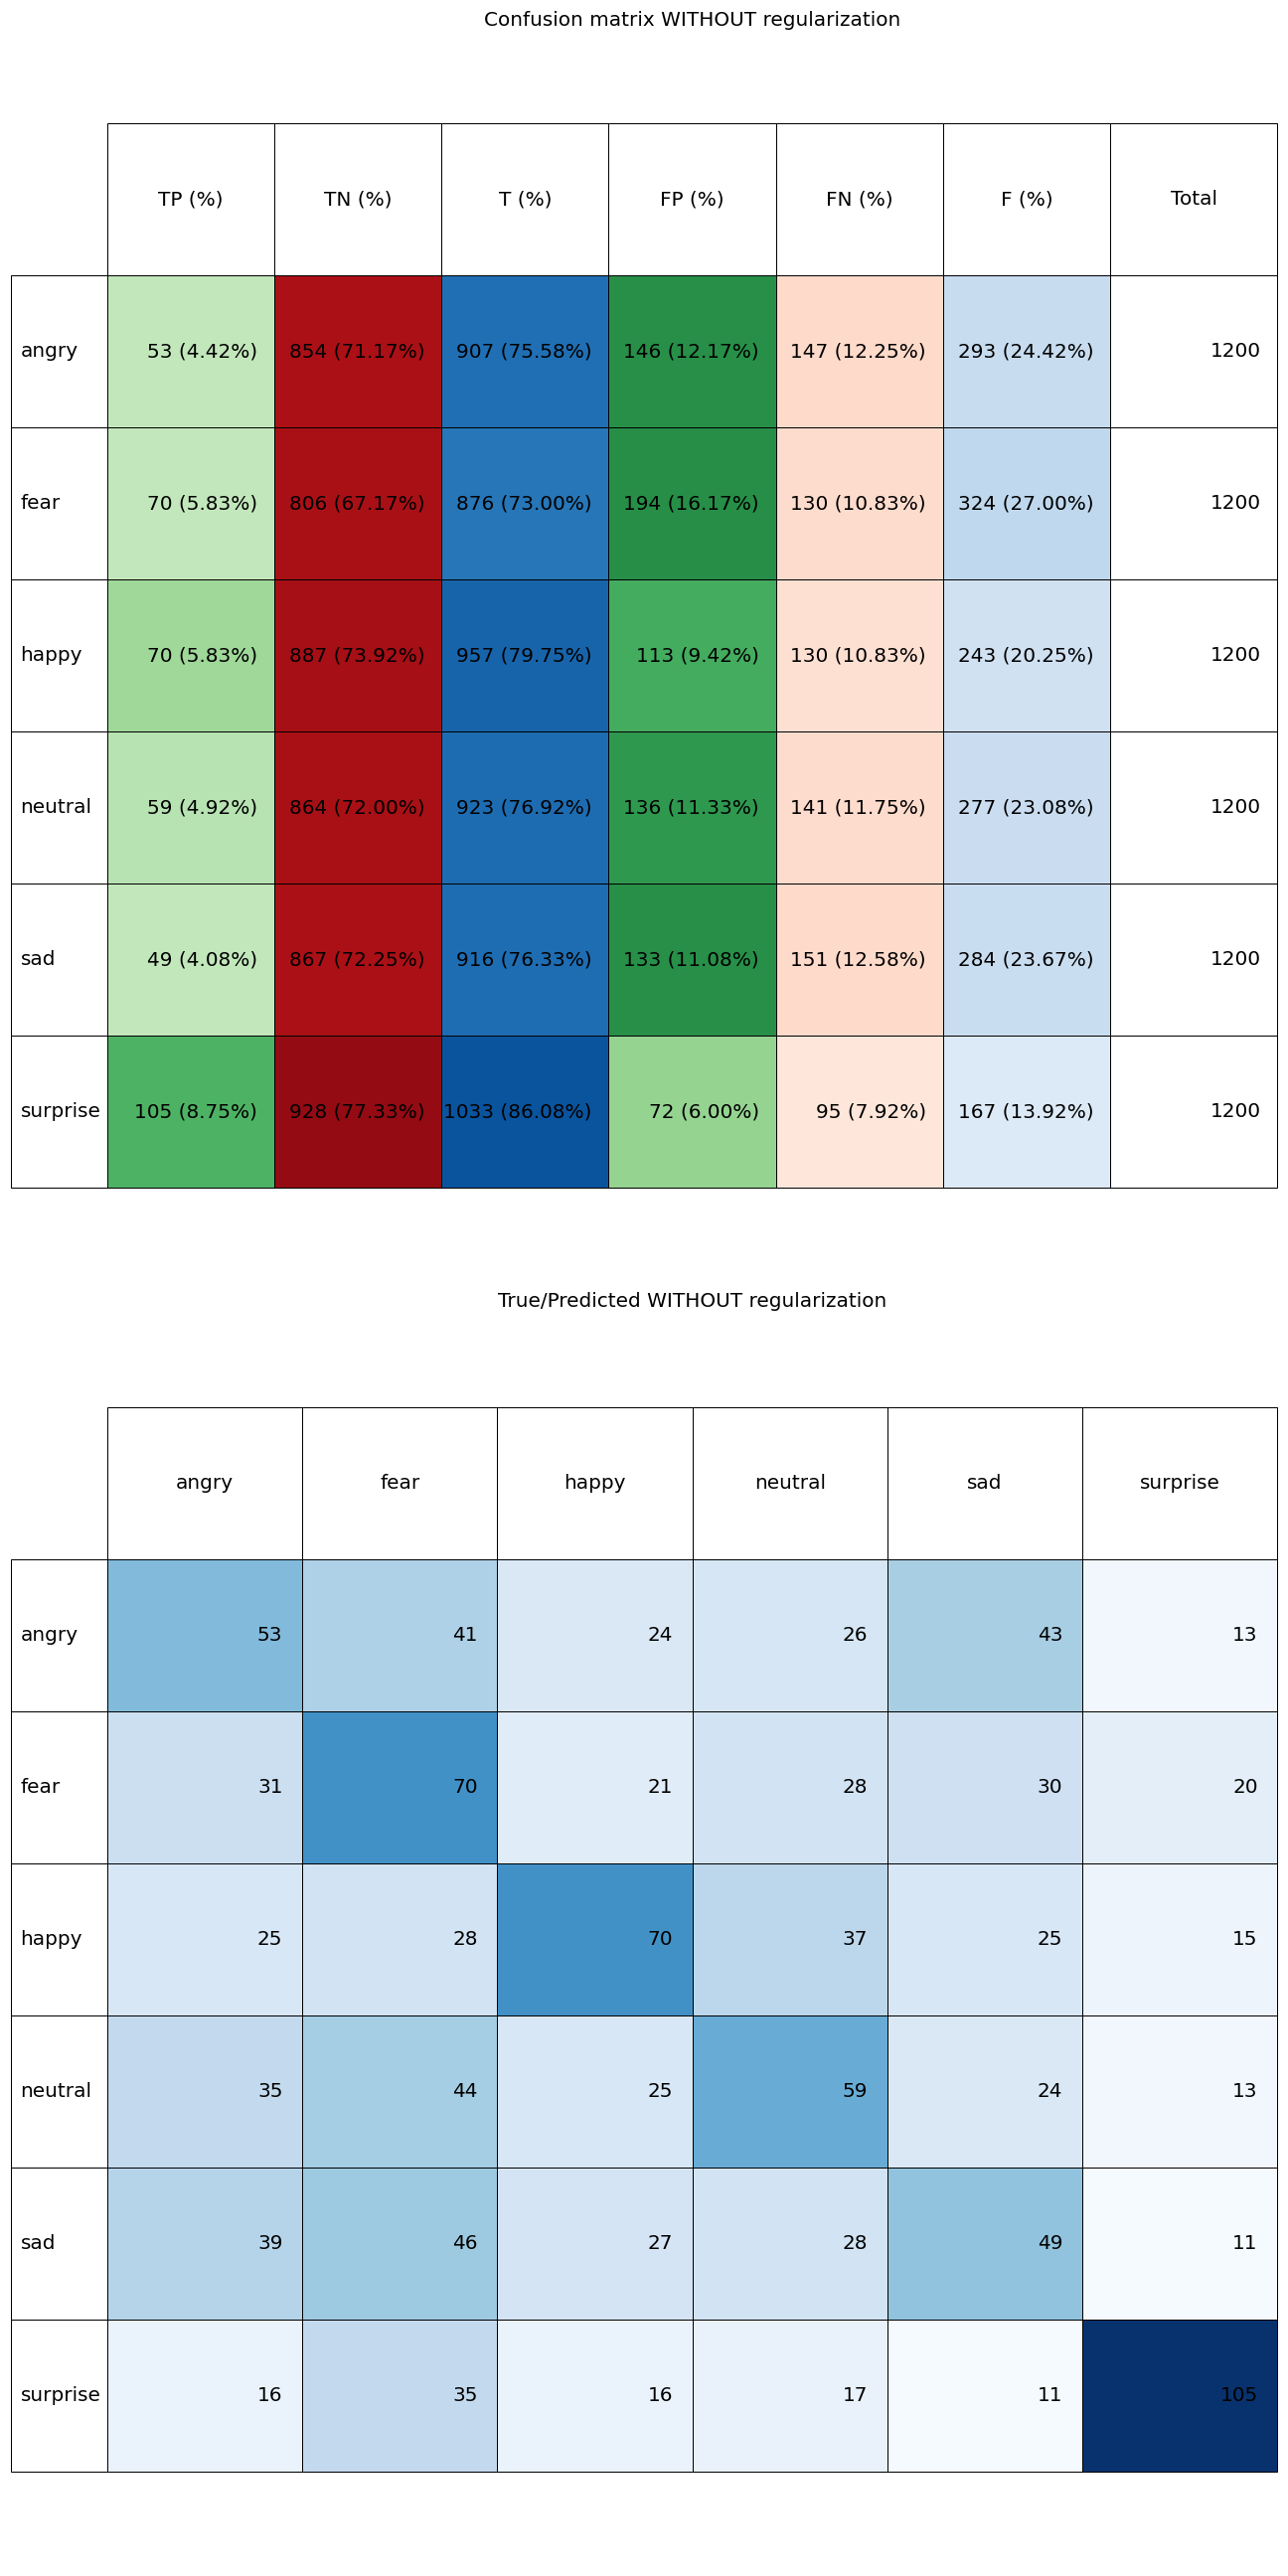 Confusion matrix WITHOUT regularization
TP (%) TN (%) T (%) FP (%) FN (%) F (%) Total
angry 53 (4.42%) 854 (71.17%) 907 (75.58%) 146 (12.17%) 147 (12.25%) 293 (24.42%) 1200
fear 70 (5.83%) 806 (67.17%) 876 (73.00%) 194 (16.17%) 130 (10.83%) 324 (27.00%) 1200
happy 70 (5.83%) 887 (73.92%) 957 (79.75%) 113 (9.42%) 130 (10.83%) 243 (20.25%) 1200
neutral 59 (4.92%) 864 (72.00%) 923 (76.92%) 136 (11.33%) 141 (11.75%) 277 (23.08%) 1200
sad 49 (4.08%) 867 (72.25%) 916 (76.33%) 133 (11.08%) 151 (12.58%) 284 (23.67%) 1200
surprise 105 (8.75%) 928 (77.33%) 1033 (86.08%) 72 (6.00%) 95 (7.92%) 167 (13.92%) 1200
True/Predicted WITHOUT regularization
angry fear happy neutral sad surprise
angry 53 41 24 26 43 13
fear 31 70 21 28 30 20
happy 25 28 70 37 25 15
neutral 35 44 25 59 24 13
sad 39 46 27 28 49 11
surprise 16 35 16 17 11 105